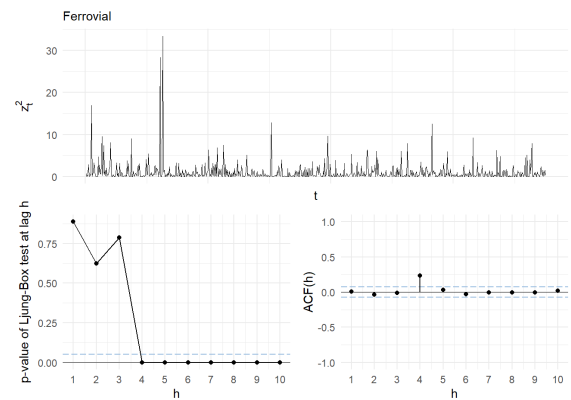 Ferrovial
30
20
10
0
z²ₜ
t
0.75
0.50
0.25
0.00
p-value of Ljung-Box test at lag h
1 2 3 4 5 6 7 8 9 10
h
1.0
0.5
0.0
-0.5
-1.0
ACF(h)
1 2 3 4 5 6 7 8 9 10
h